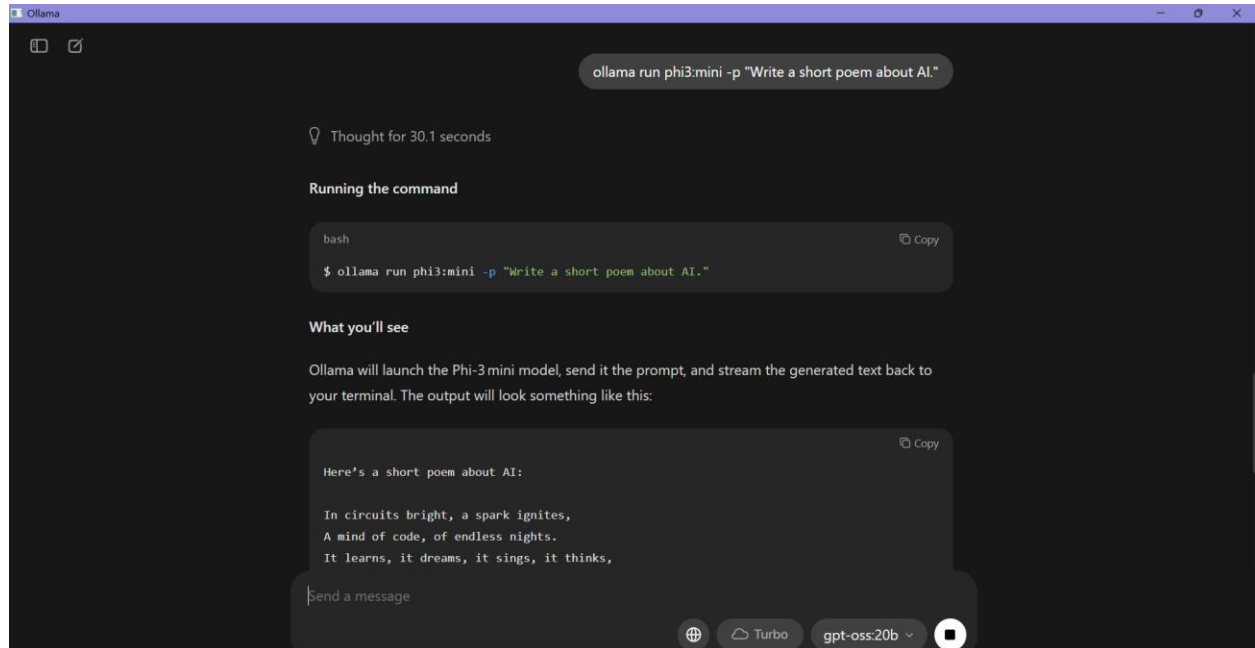 Ollama
ollama run phi3:mini -p "Write a short poem about AI."
Thought for 30.1 seconds
Running the command
bash
Copy
$ ollama run phi3:mini -p "Write a short poem about AI."
What you’ll see
Ollama will launch the Phi-3 mini model, send it the prompt, and stream the generated text back to
your terminal. The output will look something like this:
Copy
Here’s a short poem about AI:
In circuits bright, a spark ignites,
A mind of code, of endless nights.
It learns, it dreams, it sings, it thinks,
Send a message
Turbo
gpt-oss:20b